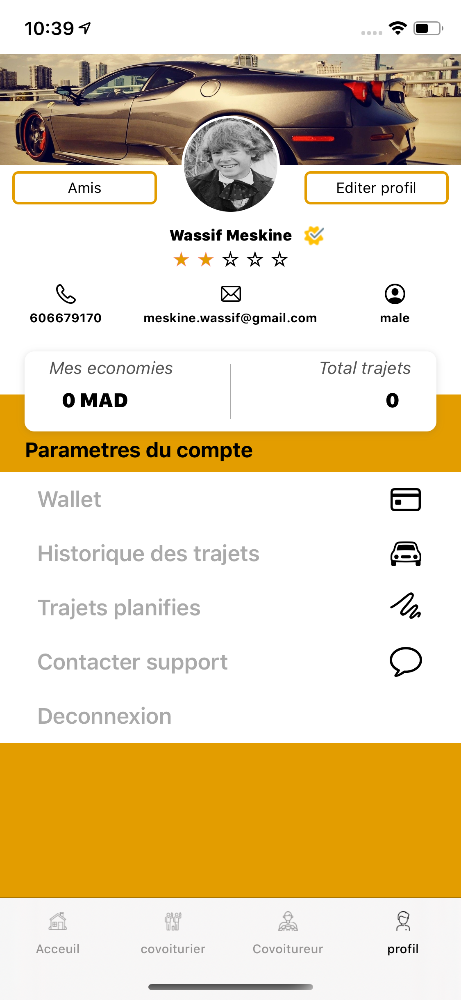 10:39
Amis
Editer profil
Wassif Meskine
606679170
meskine.wassif@gmail.com
male
Mes economies
Total trajets
0 MAD
0
Parametres du compte
Wallet
Historique des trajets
Trajets planifies
Contacter support
Deconnexion
Acceuil
covoiturier
Covoitureur
profil